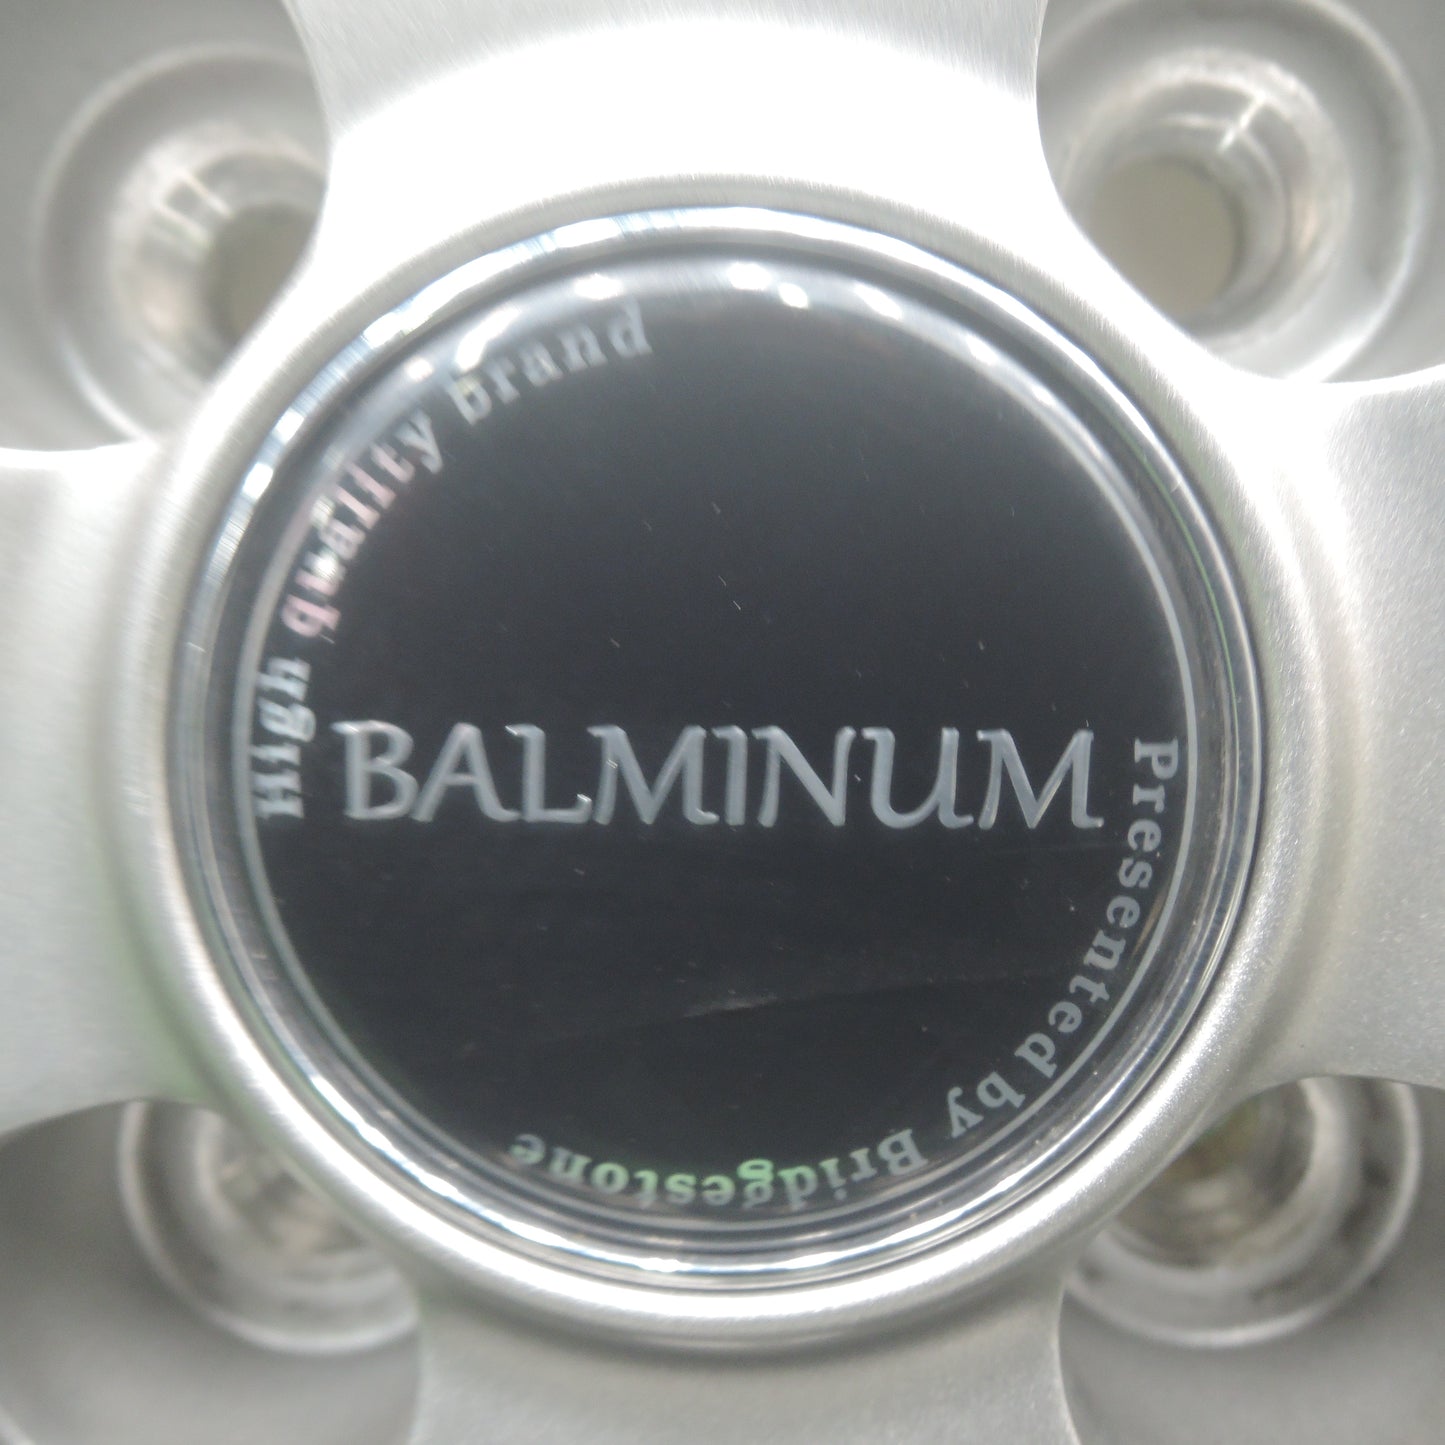 High quality brand
BALMINUM
Presented by Bridgestone